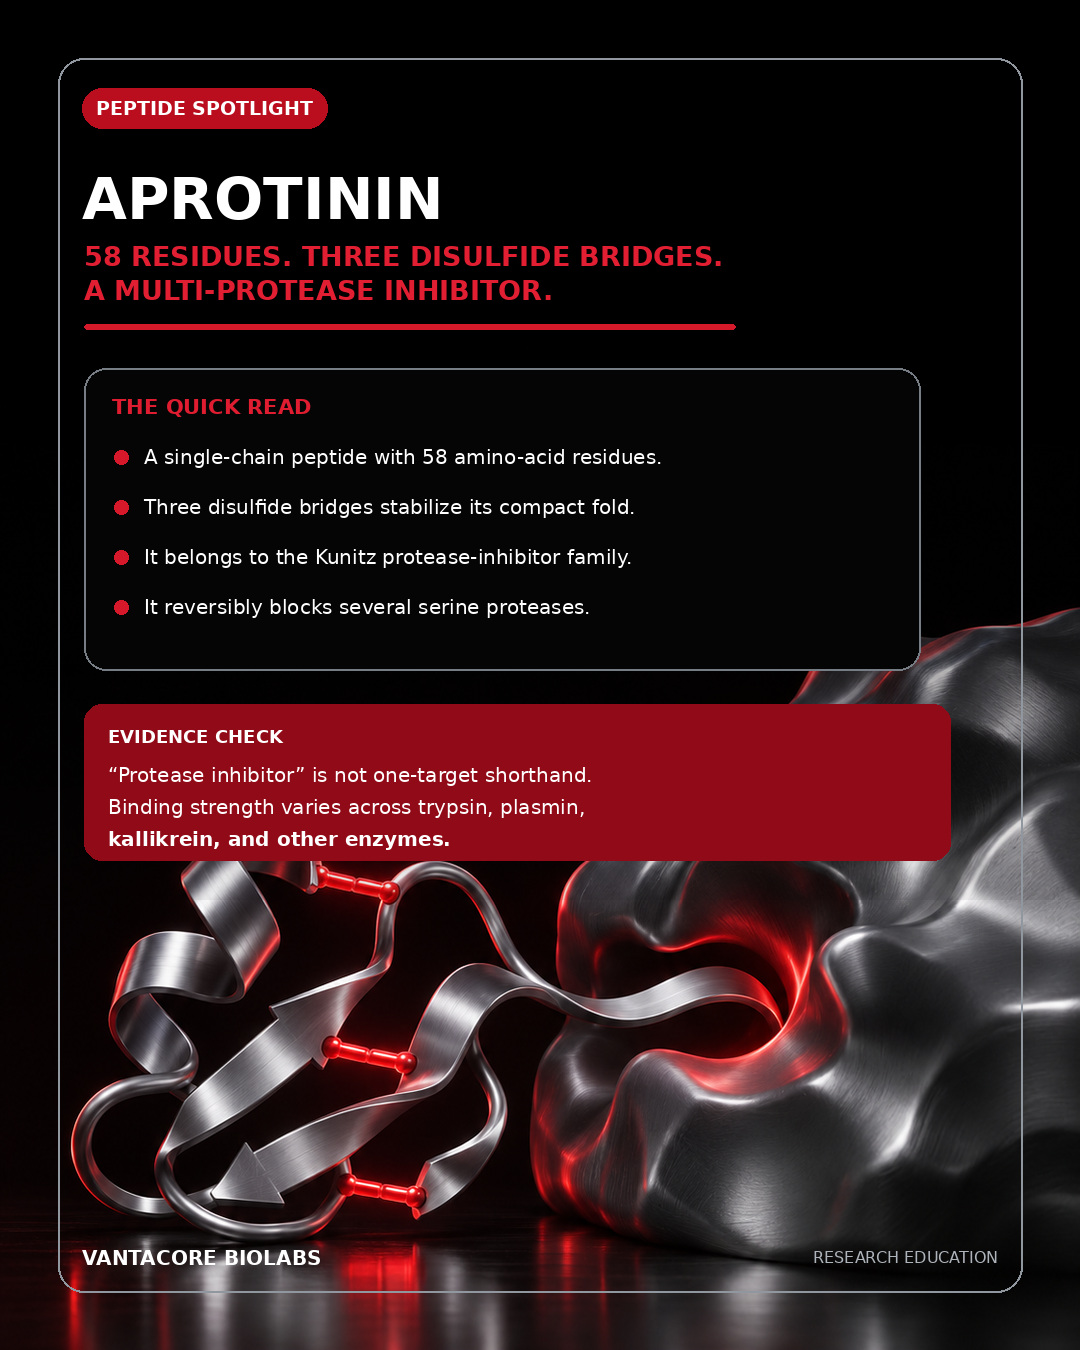 PEPTIDE SPOTLIGHT
APROTININ
58 RESIDUES. THREE DISULFIDE BRIDGES.
A MULTI-PROTEASE INHIBITOR.
THE QUICK READ
A single-chain peptide with 58 amino-acid residues.
Three disulfide bridges stabilize its compact fold.
It belongs to the Kunitz protease-inhibitor family.
It reversibly blocks several serine proteases.
EVIDENCE CHECK
“Protease inhibitor” is not one-target shorthand.
Binding strength varies across trypsin, plasmin,
kallikrein, and other enzymes.
VANTACORE BIOLABS
RESEARCH EDUCATION